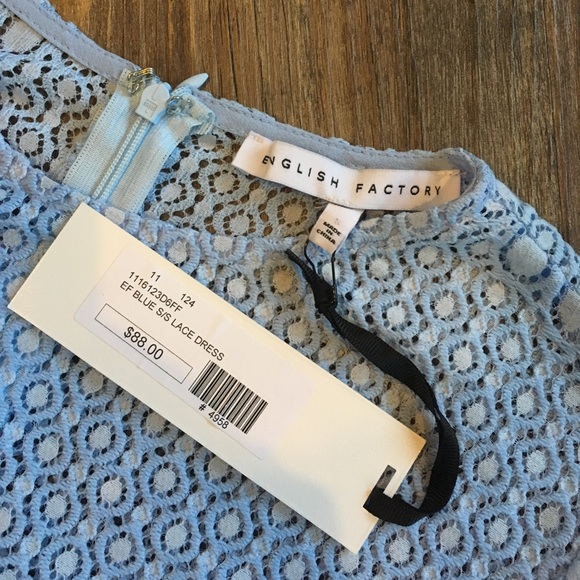 ENGLISH FACTORY
S
MADE IN
CHINA
11 124
1116123D6FF
EF BLUE S/S LACE DRESS
$88.00
# 4958